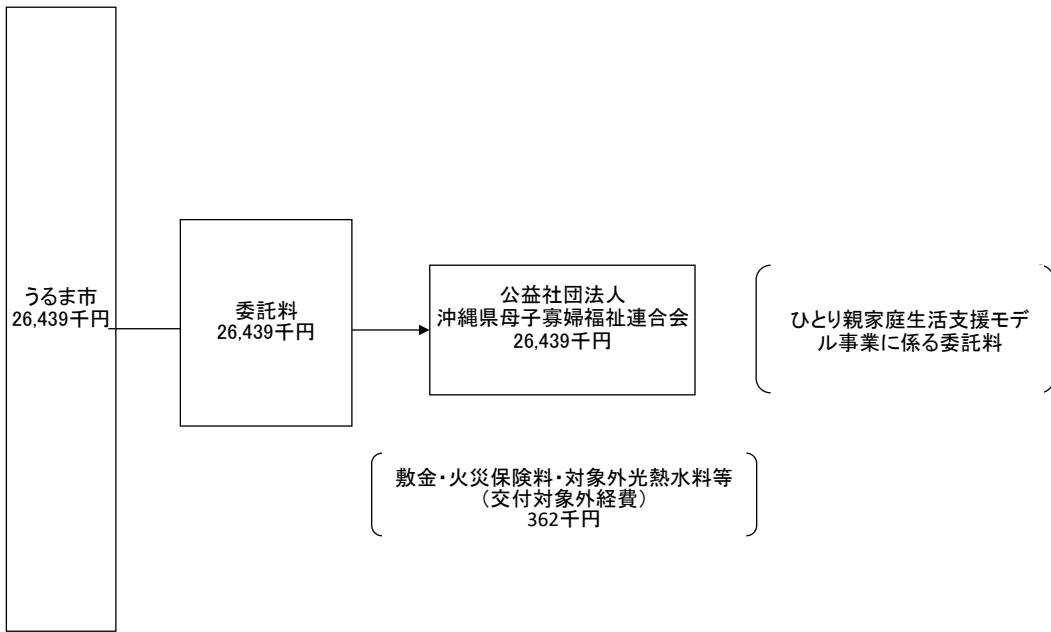 うるま市
26,439千円
委託料
26,439千円
公益社団法人
沖縄県母子寡婦福祉連合会
26,439千円
ひとり親家庭生活支援モデ
ル事業に係る委託料
敷金・火災保険料・対象外光熱水料等
（交付対象外経費）
362千円